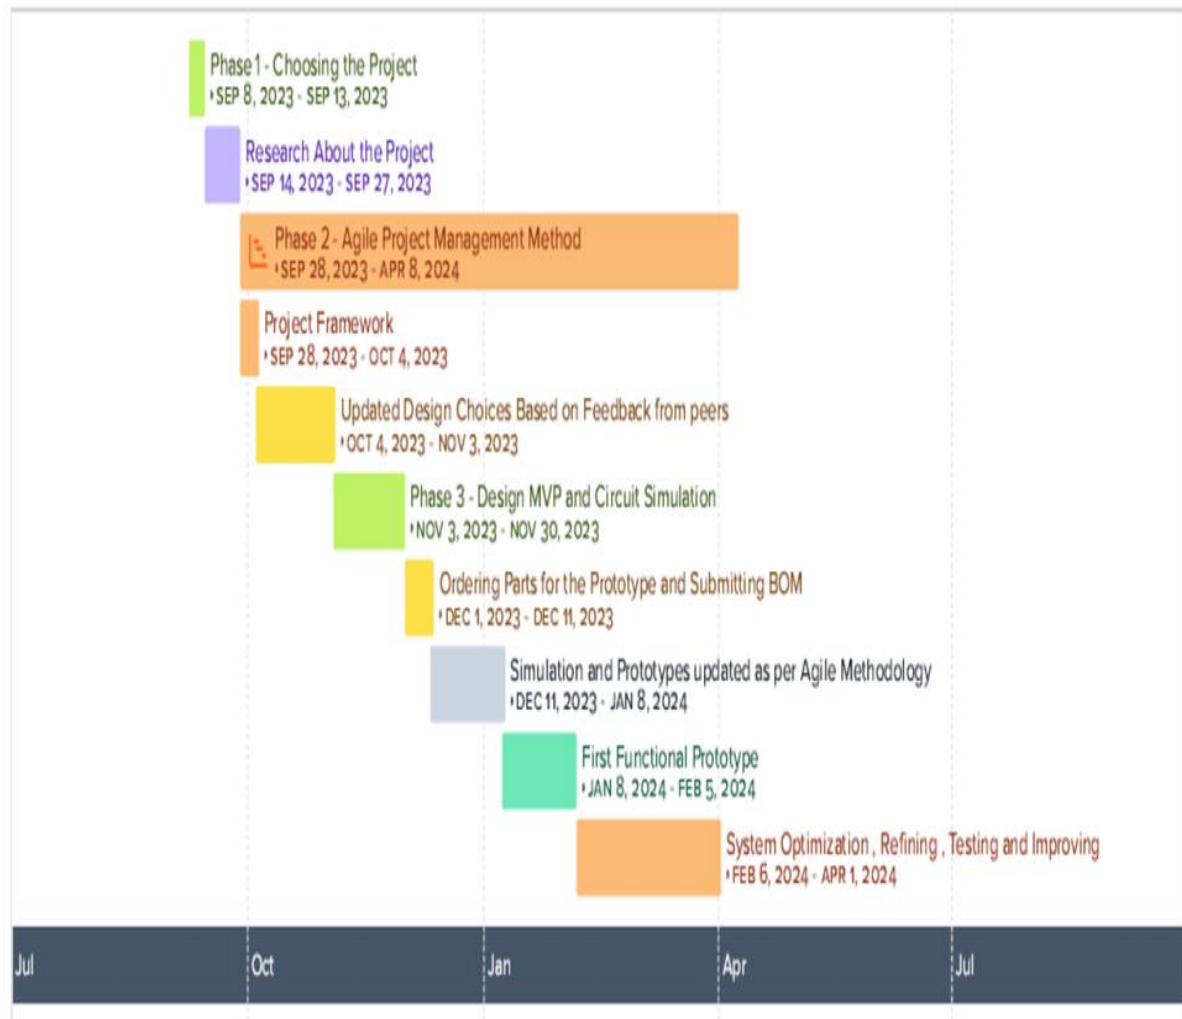 Phase 1 - Choosing the Project
SEP 8, 2023 - SEP 13, 2023
Research About the Project
SEP 14, 2023 - SEP 27, 2023
Phase 2 - Agile Project Management Method
SEP 28, 2023 - APR 8, 2024
Project Framework
SEP 28, 2023 - OCT 4, 2023
Updated Design Choices Based on Feedback from peers
OCT 4, 2023 - NOV 3, 2023
Phase 3 - Design MVP and Circuit Simulation
NOV 3, 2023 - NOV 30, 2023
Ordering Parts for the Prototype and Submitting BOM
DEC 1, 2023 - DEC 11, 2023
Simulation and Prototypes updated as per Agile Methodology
DEC 11, 2023 - JAN 8, 2024
First Functional Prototype
JAN 8, 2024 - FEB 5, 2024
System Optimization , Refining , Testing and Improving
FEB 6, 2024 - APR 1, 2024
Jul Oct Jan Apr Jul